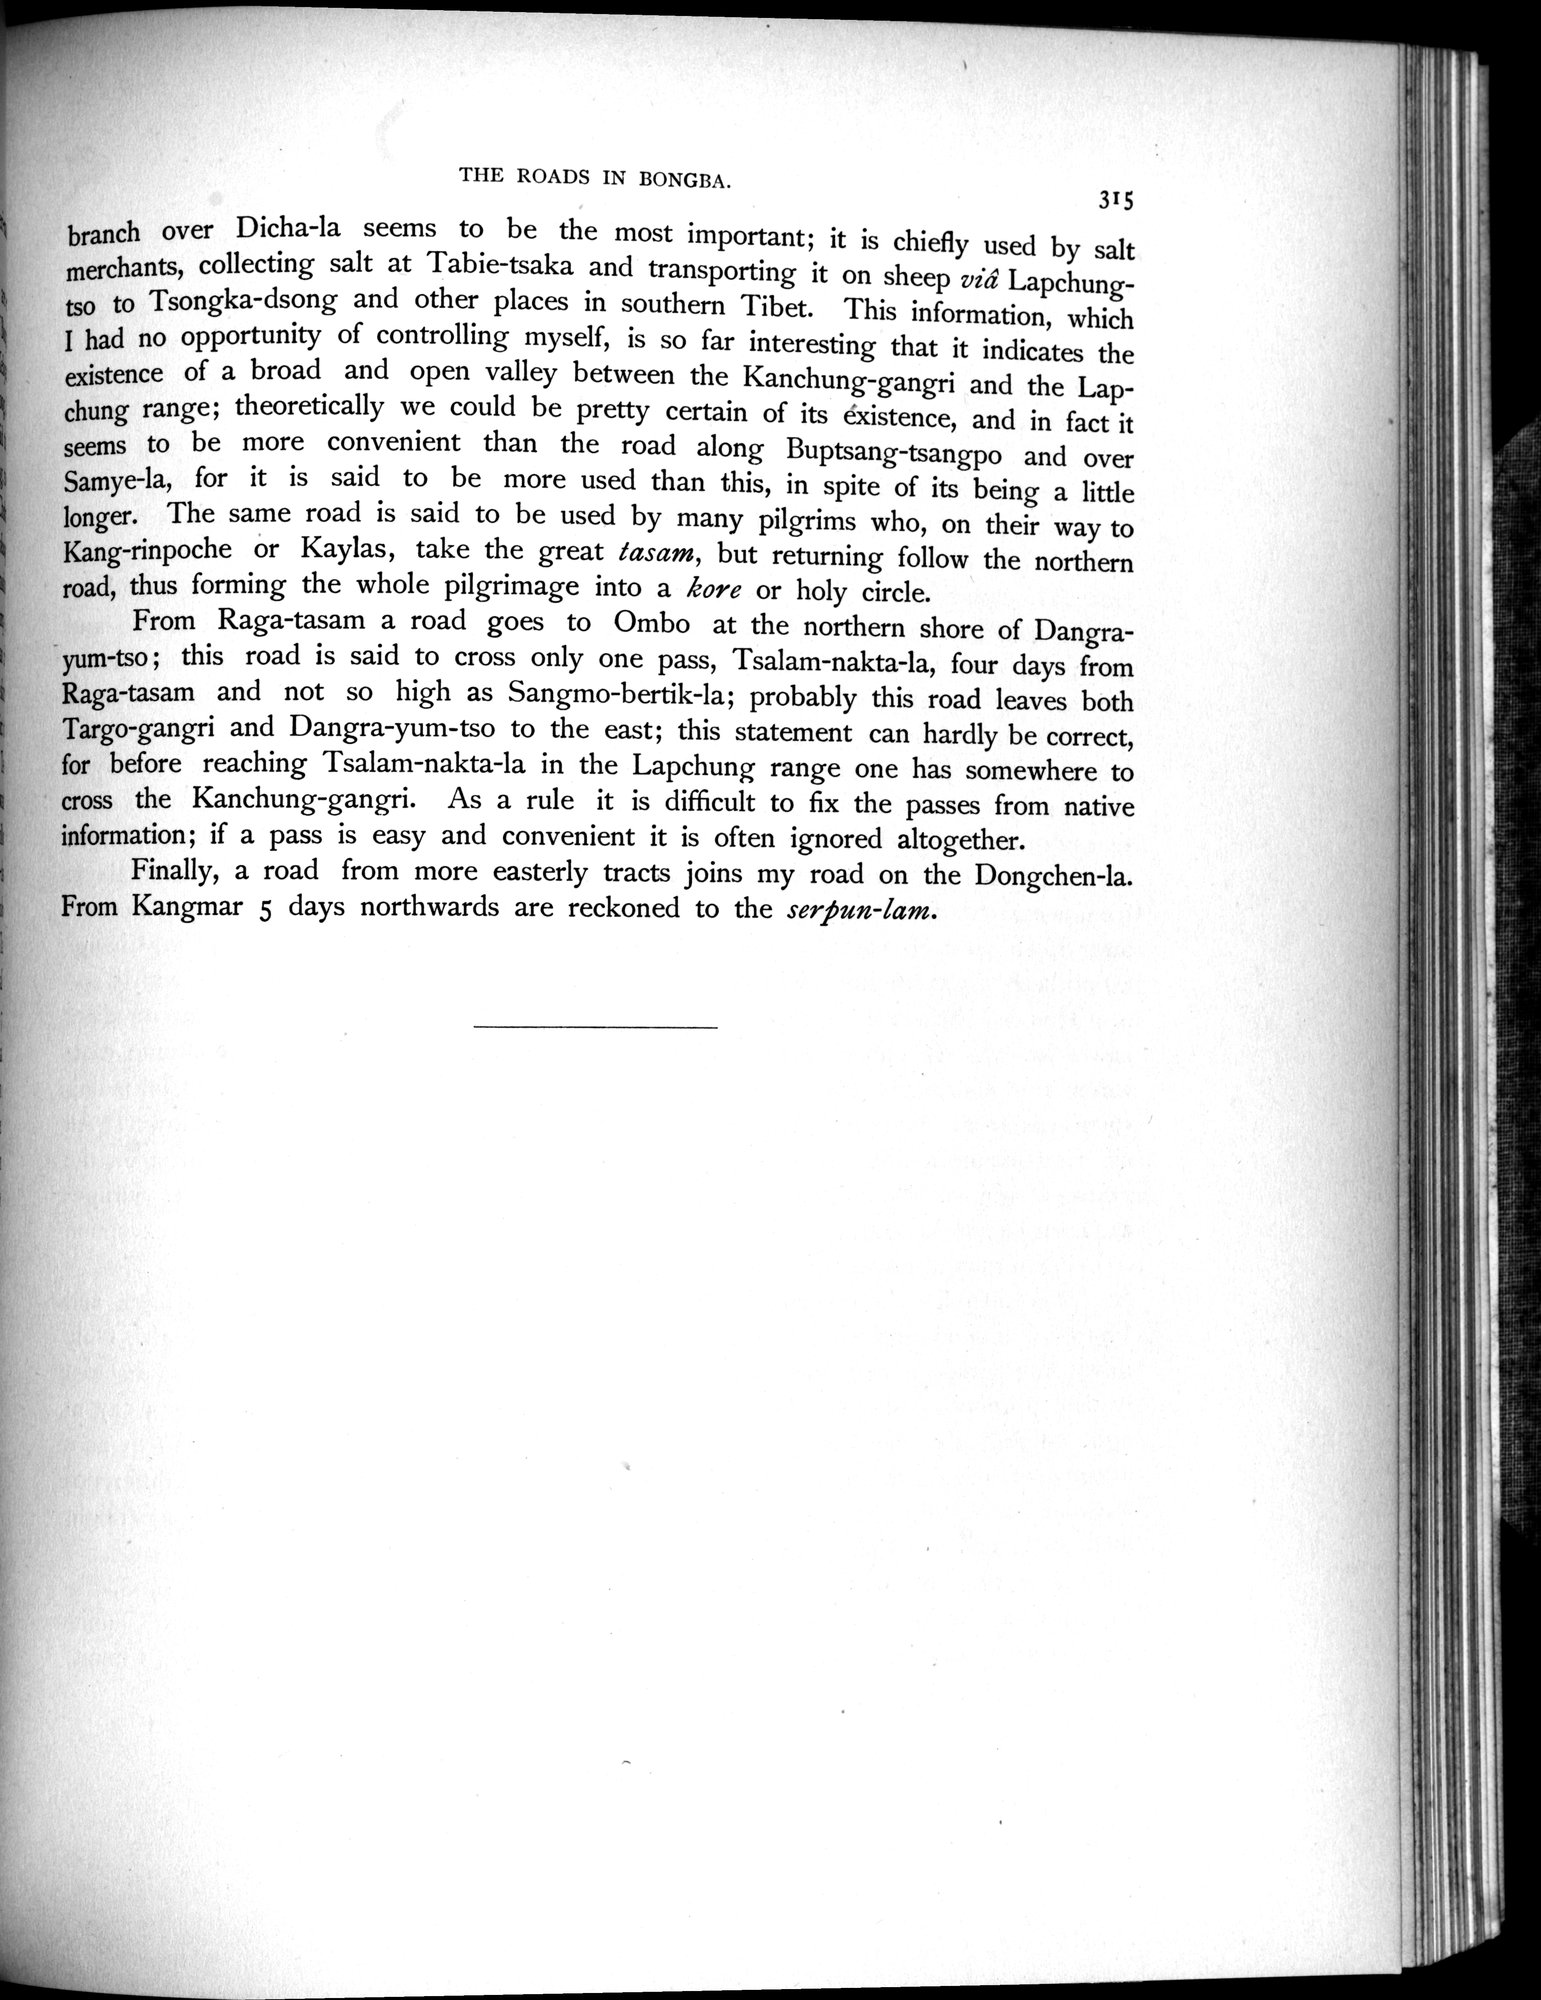 THE ROADS IN BONGBA.
315
branch over Dicha-la seems to be the most important; it is chiefly used by salt
merchants, collecting salt at Tabie-tsaka and transporting it on sheep viâ Lapchung-
tso to Tsongka-dsong and other places in southern Tibet. This information, which
I had no opportunity of controlling myself, is so far interesting that it indicates the
existence of a broad and open valley between the Kanchung-gangri and the Lap-
chung range; theoretically we could be pretty certain of its existence, and in fact it
seems to be more convenient than the road along Buptsang-tsangpo and over
Samye-la, for it is said to be more used than this, in spite of its being a little
longer. The same road is said to be used by many pilgrims who, on their way to
Kang-rinpoche or Kaylas, take the great tasam, but returning follow the northern
road, thus forming the whole pilgrimage into a kore or holy circle.
From Raga-tasam a road goes to Ombo at the northern shore of Dangra-
yum-tso; this road is said to cross only one pass, Tsalam-nakta-la, four days from
Raga-tasam and not so high as Sangmo-bertik-la; probably this road leaves both
Targo-gangri and Dangra-yum-tso to the east; this statement can hardly be correct,
for before reaching Tsalam-nakta-la in the Lapchung range one has somewhere to
cross the Kanchung-gangri. As a rule it is difficult to fix the passes from native
information; if a pass is easy and convenient it is often ignored altogether.
Finally, a road from more easterly tracts joins my road on the Dongchen-la.
From Kangmar 5 days northwards are reckoned to the serpun-lam.